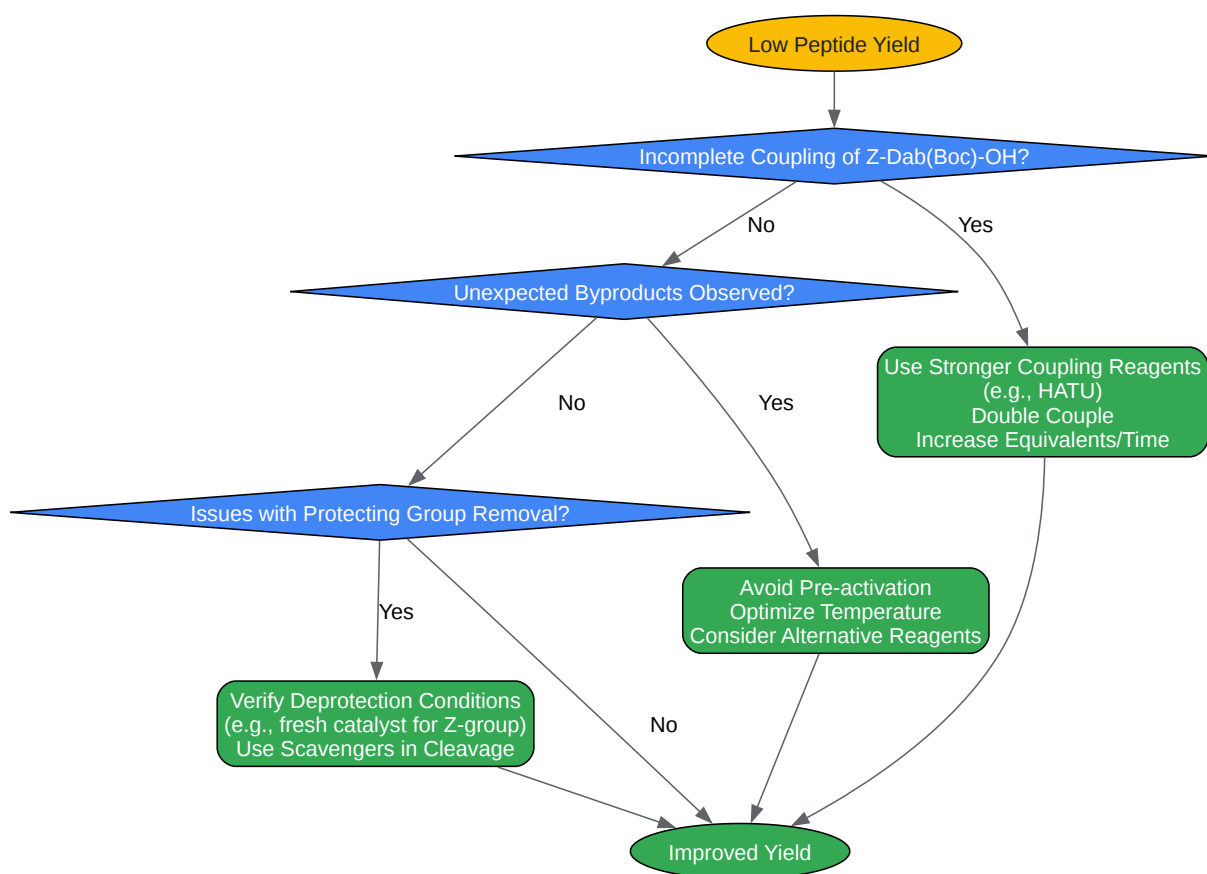 Low Peptide Yield
Incomplete Coupling of Z-Dab(Boc)-OH?
No
Yes
Unexpected Byproducts Observed?
Use Stronger Coupling Reagents
(e.g., HATU)
Double Couple
Increase Equivalents/Time
No
Yes
Issues with Protecting Group Removal?
Avoid Pre-activation
Optimize Temperature
Consider Alternative Reagents
Yes
No
Verify Deprotection Conditions
(e.g., fresh catalyst for Z-group)
Use Scavengers in Cleavage
Improved Yield